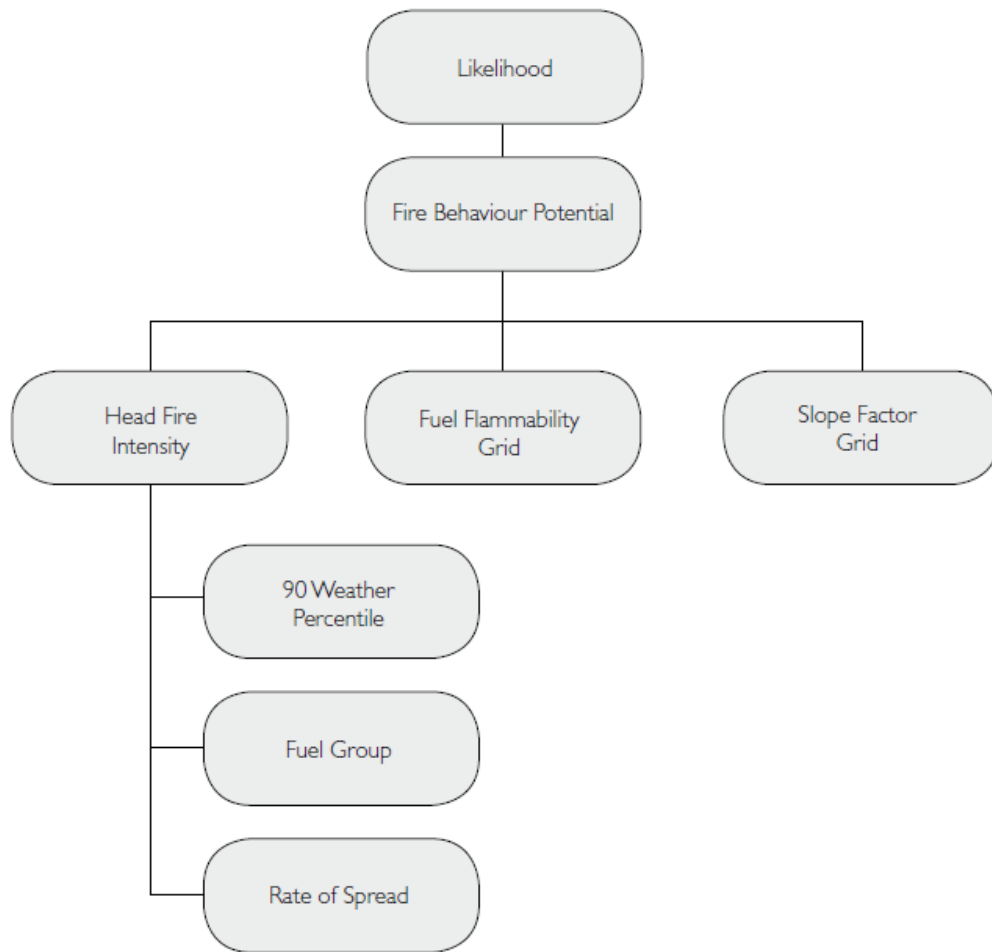 Likelihood
Fire Behaviour Potential
Head Fire
Intensity
Fuel Flammability
Grid
Slope Factor
Grid
90 Weather
Percentile
Fuel Group
Rate of Spread